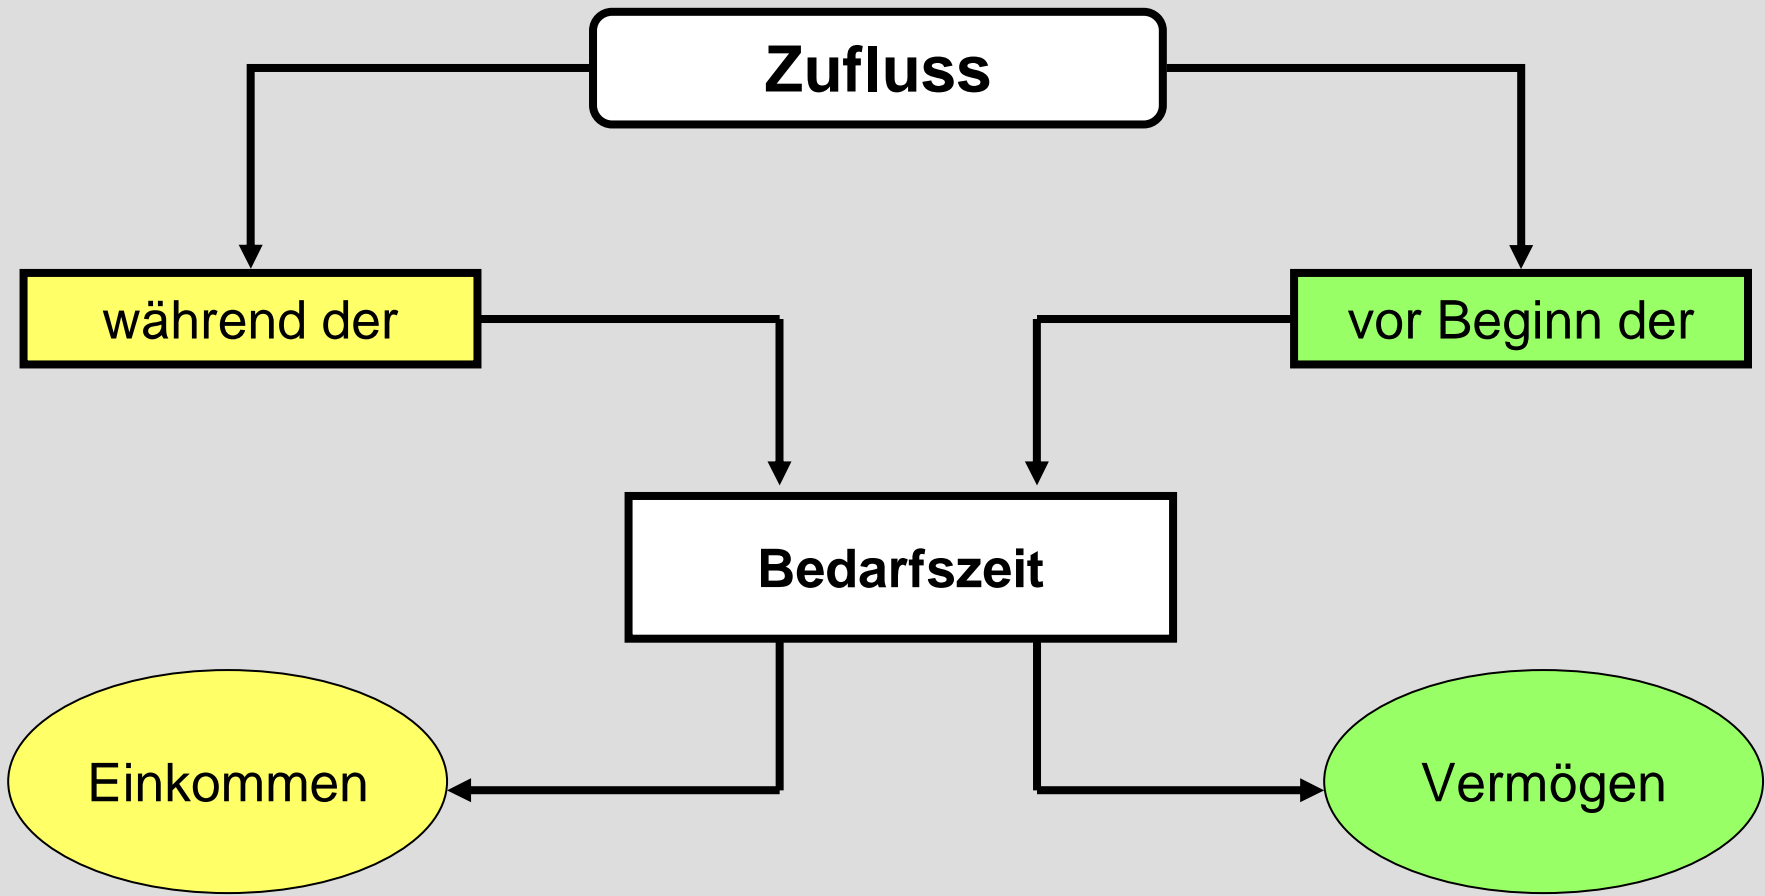 Zufluss
während der
vor Beginn der
Bedarfszeit
Einkommen
Vermögen